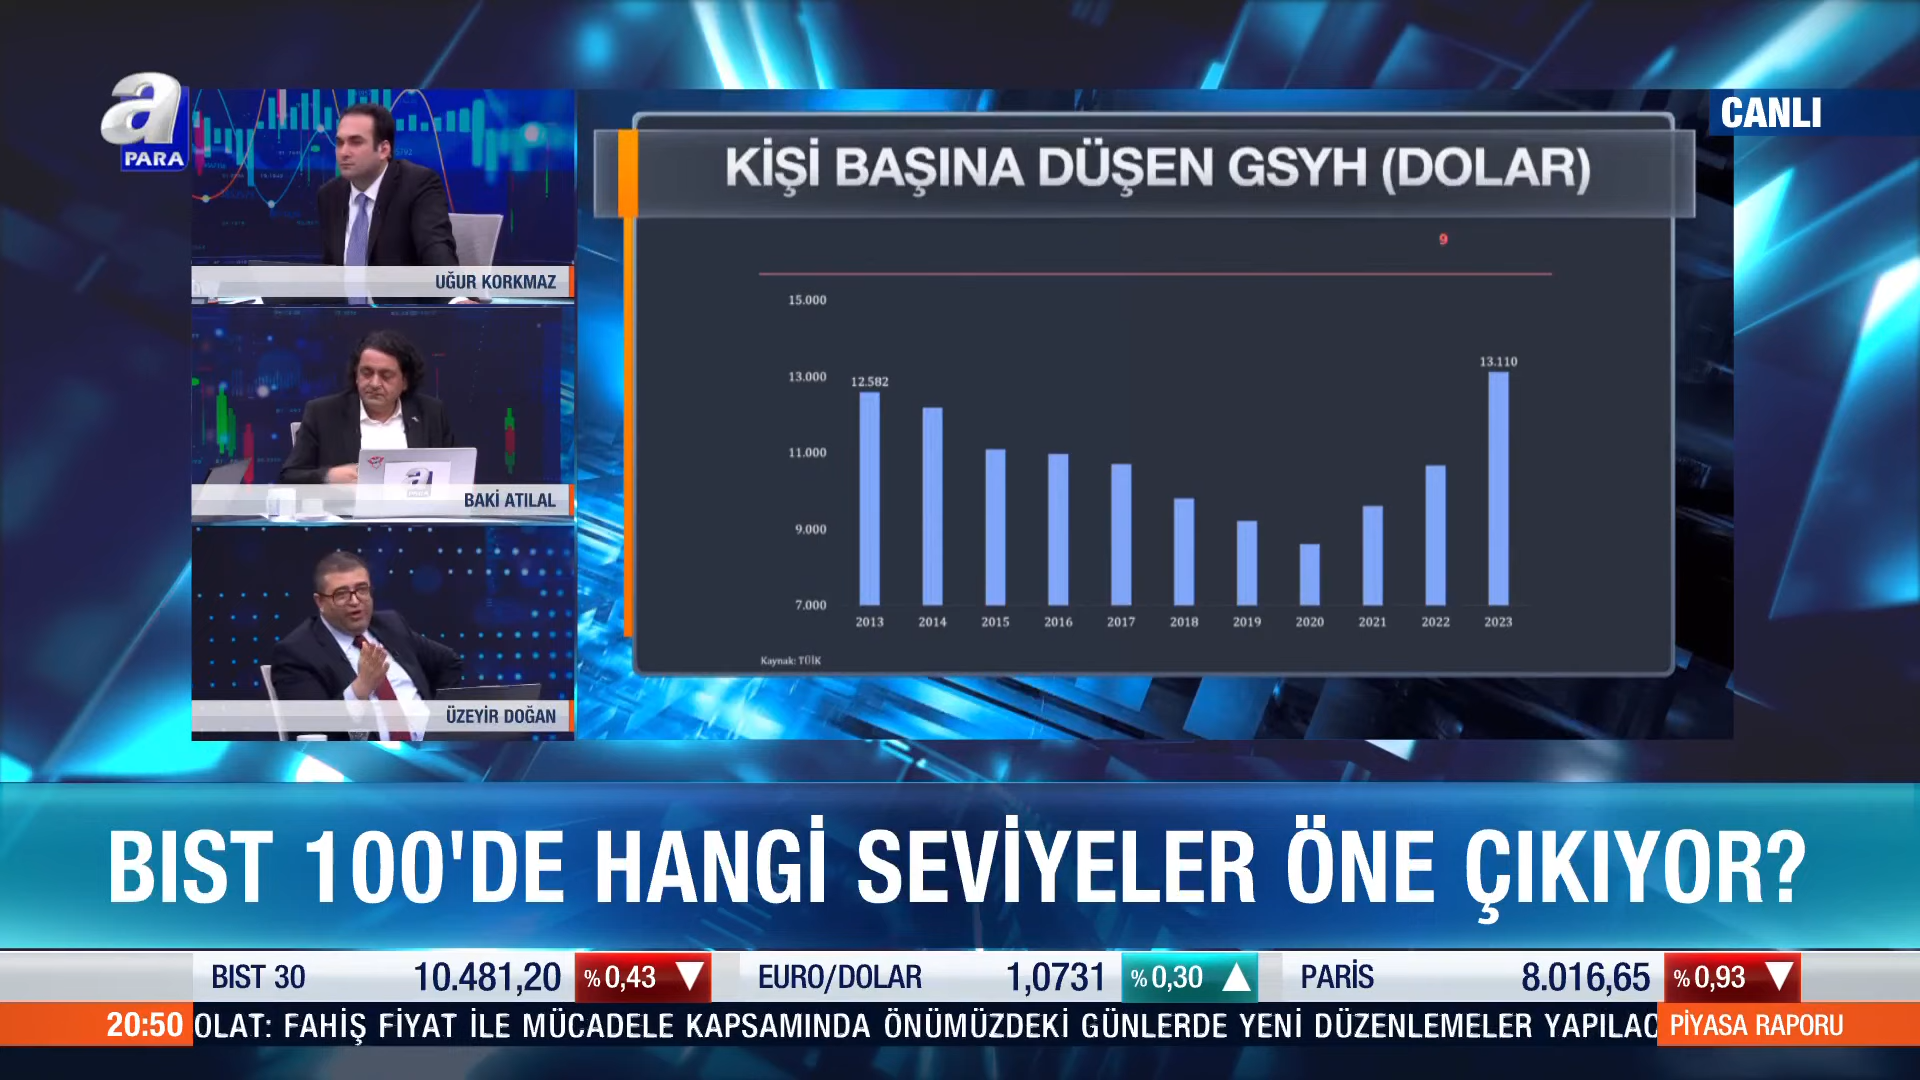 a
PARA
CANLI
UĞUR KORKMAZ
BAKİ ATILAL
a
ÜZEYİR DOĞAN
KİŞİ BAŞINA DÜŞEN GSYH (DOLAR)
9
15.000
13.000
11.000
9.000
7.000
12.582
13.110
2013 2014 2015 2016 2017 2018 2019 2020 2021 2022 2023
Kaynak: TÜİK
BIST 100'DE HANGİ SEVİYELER ÖNE ÇIKIYOR?
BIST 30 10.481,20 %0,43 EURO/DOLAR 1,0731 %0,30 PARİS 8.016,65 %0,93
20:50 OLAT: FAHİŞ FİYAT İLE MÜCADELE KAPSAMINDA ÖNÜMÜZDEKİ GÜNLERDE YENİ DÜZENLEMELER YAPILAC PİYASA RAPORU